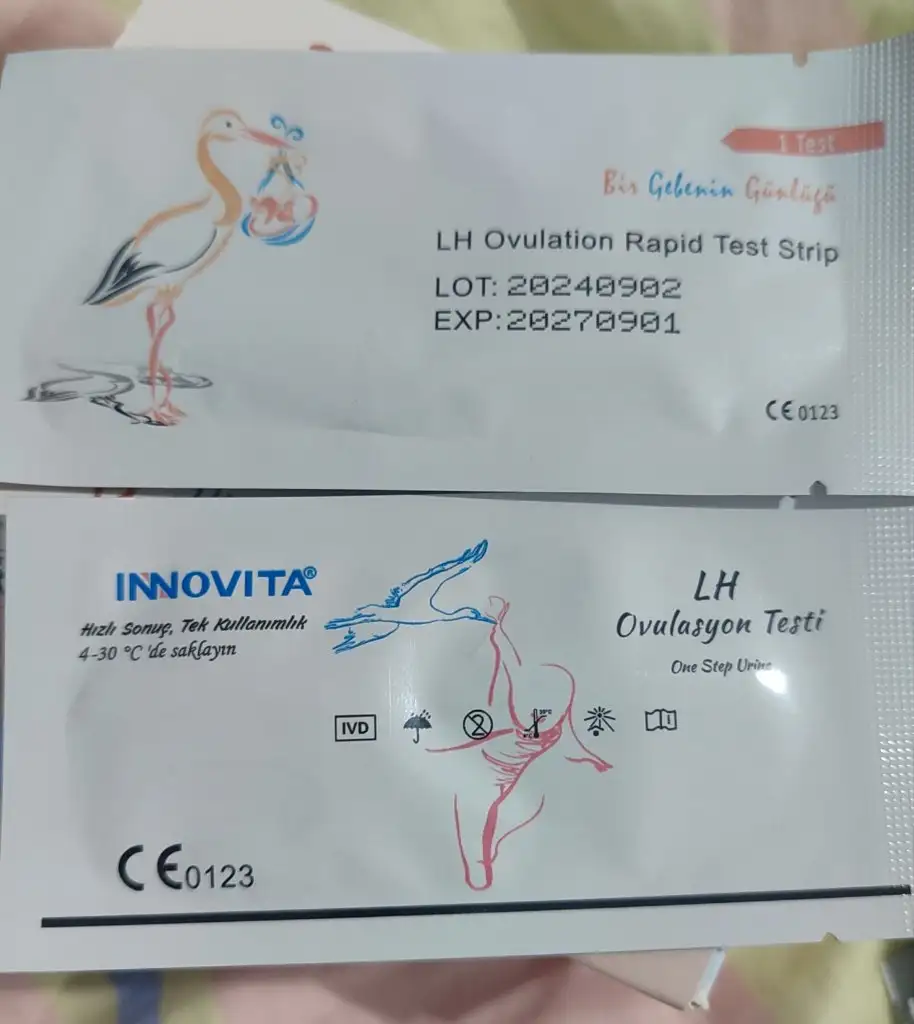 1 Test
Bir Gebenin Günlüğü
LH Ovulation Rapid Test Strip
LOT: 20240902
EXP:20270901
CE 0123
INNOVITA®
Hızlı Sonuç, Tek Kullanımlık
4-30 °C 'de saklayın
LH
Ovulasyon Testi
One Step Urine
IVD
2
CE 0123